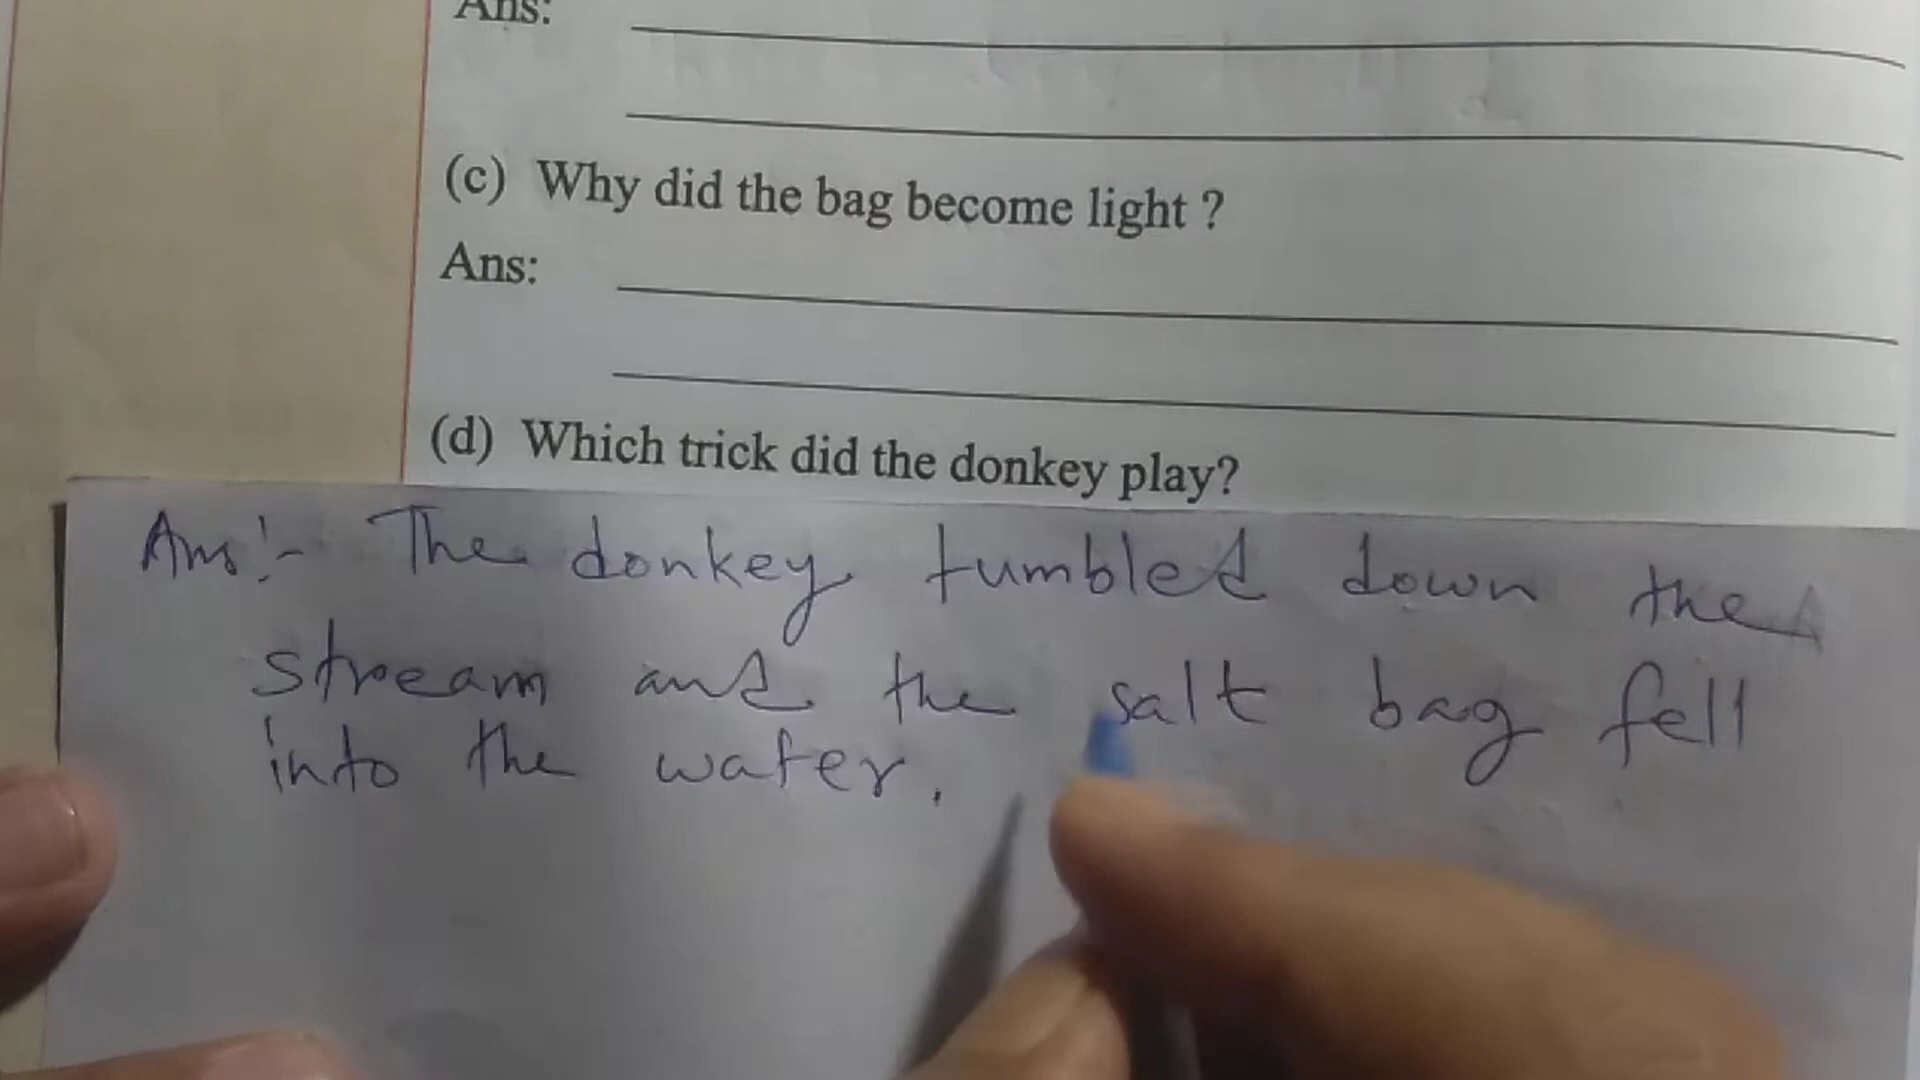 Ans:
(c) Why did the bag become light ?
Ans:
(d) Which trick did the donkey play?
Ans:- The donkey tumbled down the
stream and the salt bag fell
into the water.